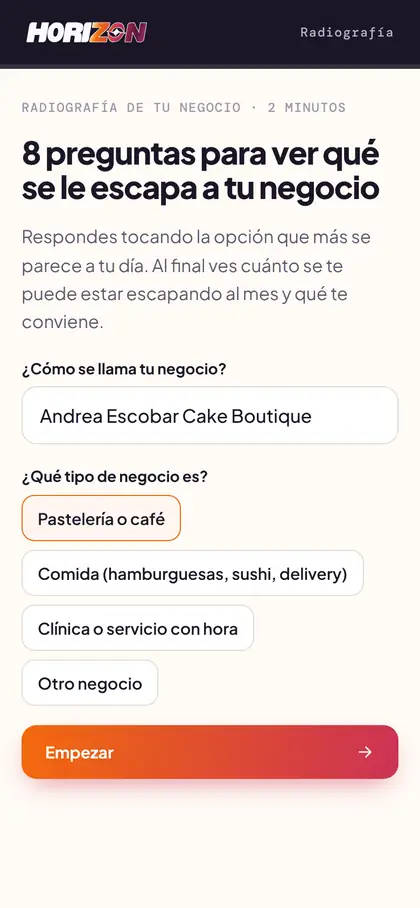 HORIZON
Radiografía
RADIOGRAFÍA DE TU NEGOCIO · 2 MINUTOS
8 preguntas para ver qué
se le escapa a tu negocio
Respondes tocando la opción que más se
parece a tu día. Al final ves cuánto se te
puede estar escapando al mes y qué te
conviene.
¿Cómo se llama tu negocio?
Andrea Escobar Cake Boutique
¿Qué tipo de negocio es?
Pastelería o café
Comida (hamburguesas, sushi, delivery)
Clínica o servicio con hora
Otro negocio
Empezar →